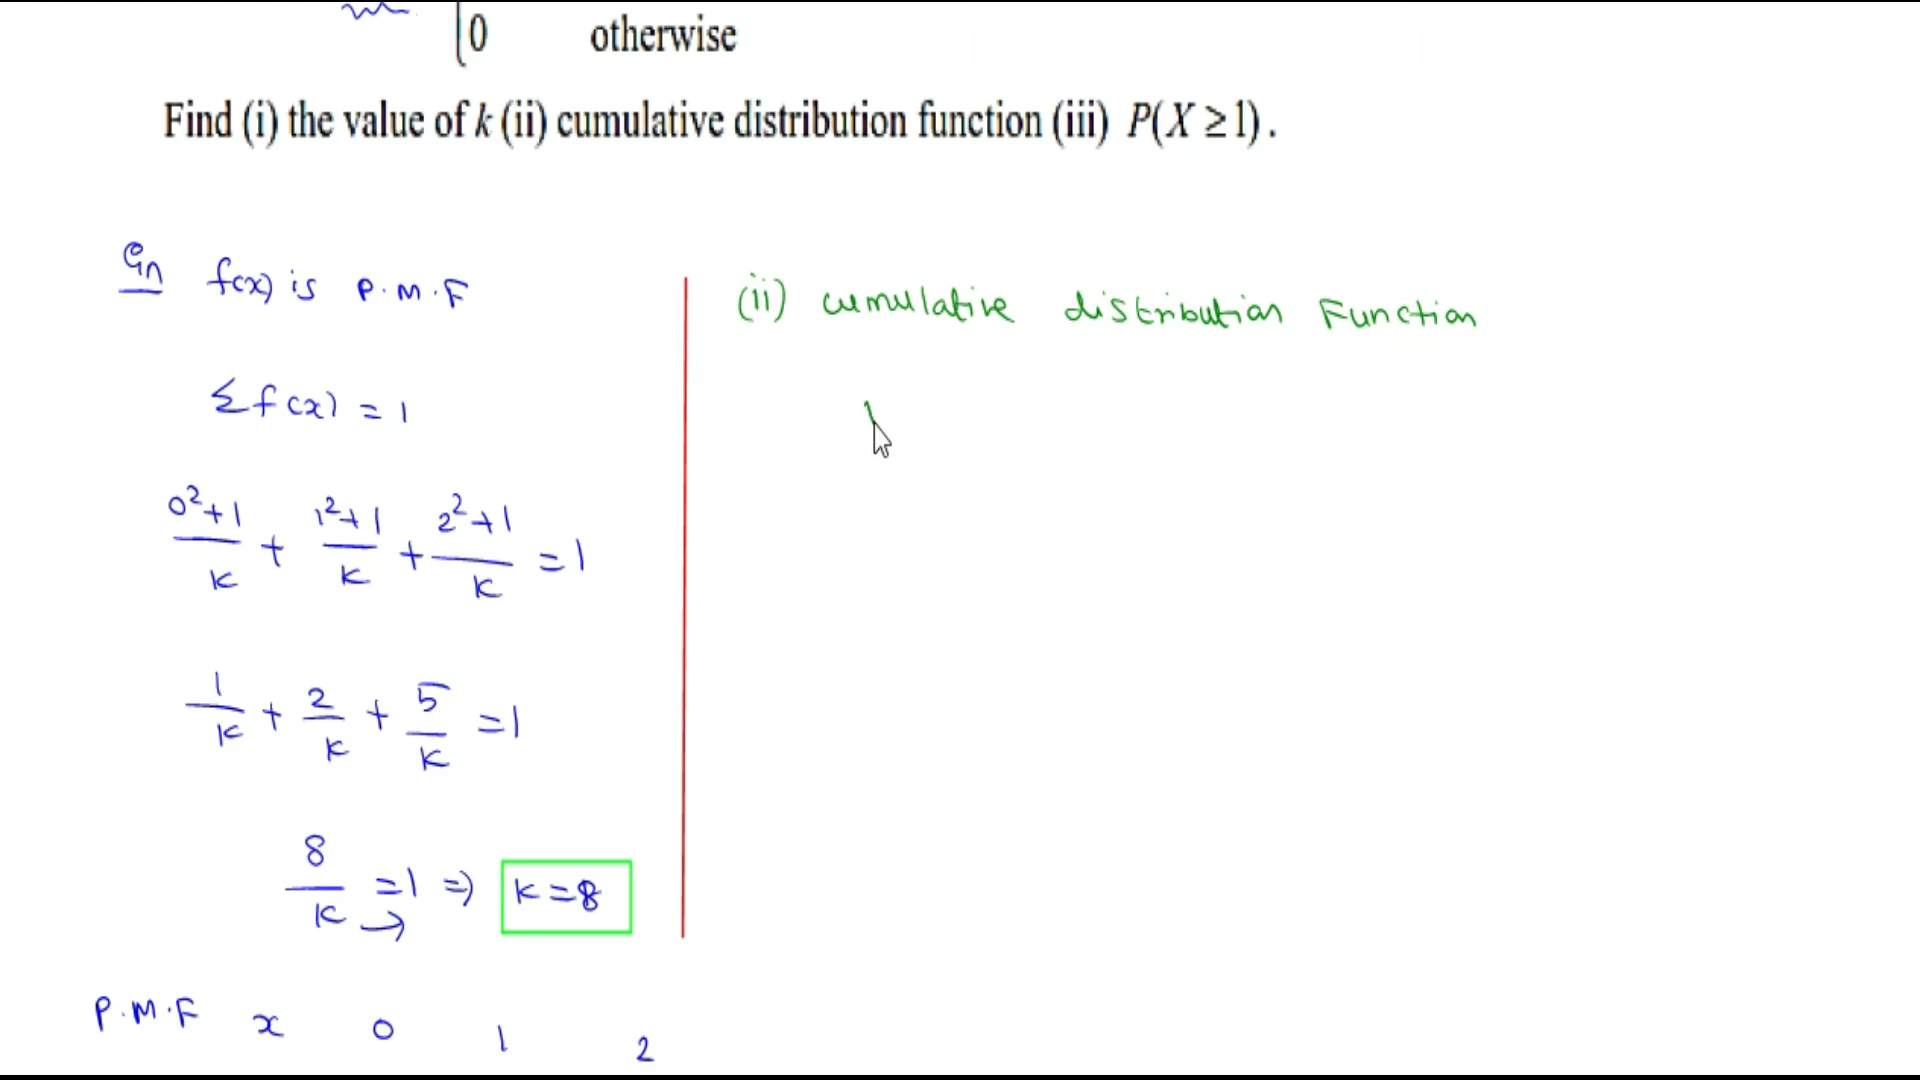 0 otherwise
Find (i) the value of k (ii) cumulative distribution function (iii) P(X ≥ 1).
Gn f(x) is P.M.F
Σf(x) = 1
0²+1/k + 1²+1/k + 2²+1/k = 1
1/k + 2/k + 5/k = 1
8/k = 1 ⇒ k = 8
P.M.F x 0 1 2
(ii) cumulative distribution Function